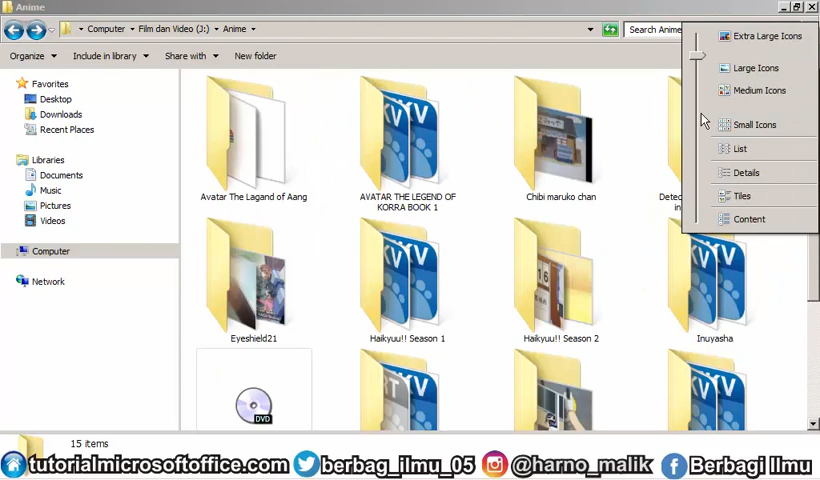 Anime
Computer ▸ Film dan Video (J:) ▸ Anime
Search Anime
Organize
Include in library
Share with
New folder
Favorites
Desktop
Downloads
Recent Places
Libraries
Documents
Music
Pictures
Videos
Computer
Network
Avatar The Lagand of Aang
AVATAR THE LEGEND OF
KORRA BOOK 1
Chibi maruko chan
Eyeshield21
Haikyuu!! Season 1
Haikyuu!! Season 2
Inuyasha
DVD
Extra Large Icons
Large Icons
Medium Icons
Small Icons
List
Details
Tiles
Content
15 items
tutorialmicrosoftoffice.com
berbag_ilmu_05
@harno_malik
Berbagi Ilmu